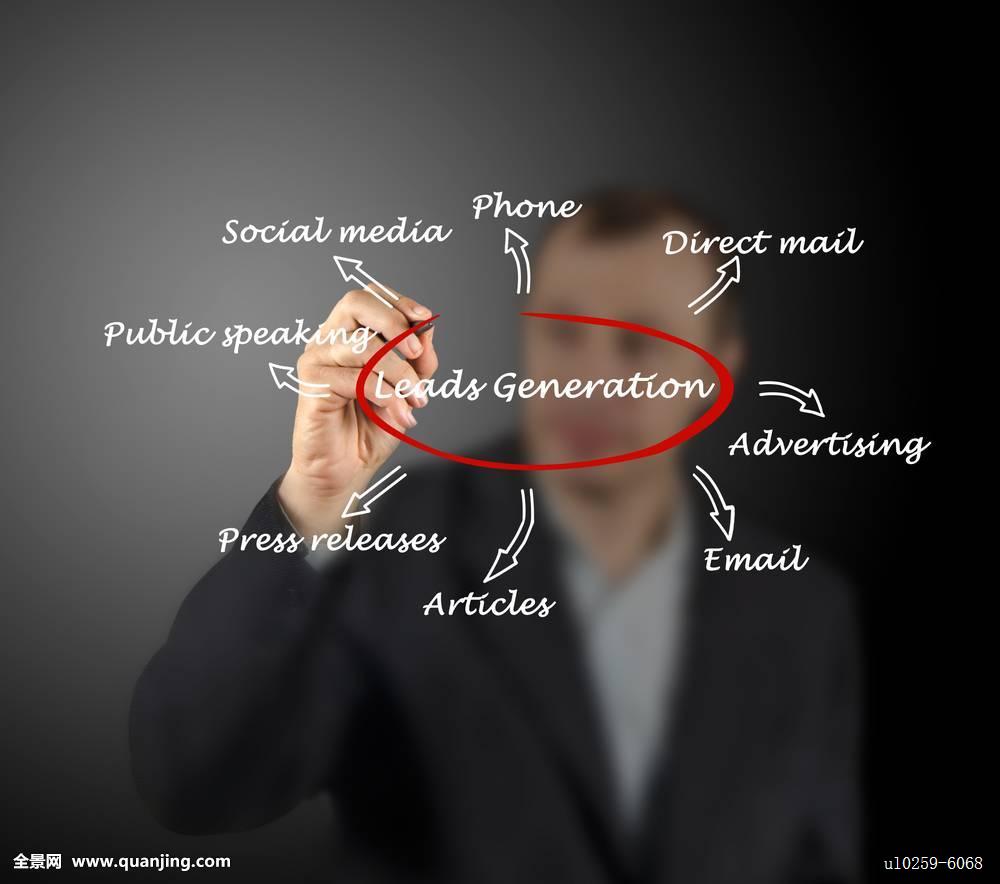 Phone
Social media
Direct mail
Public speaking
Leads Generation
Advertising
Press releases
Email
Articles
全景网 www.quanjing.com
u10259-6068